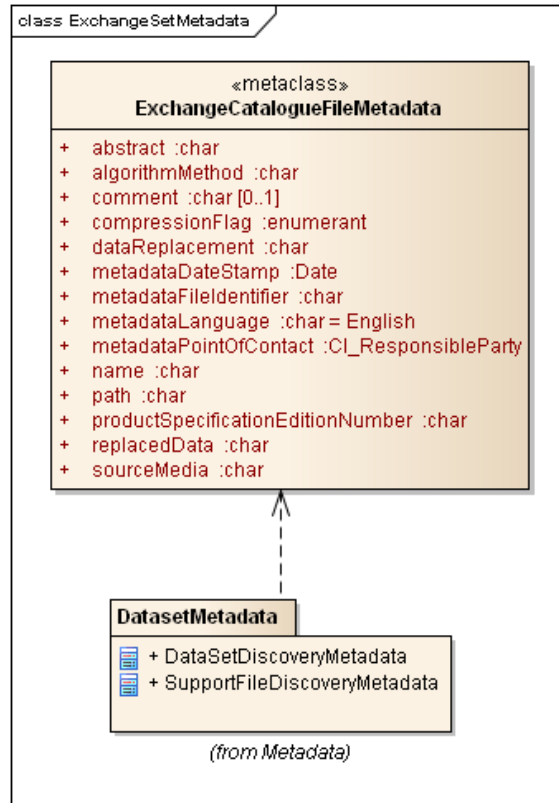 class ExchangeSetMetadata
«metaclass»
ExchangeCatalogueFileMetadata
+ abstract :char
+ algorithmMethod :char
+ comment :char [0..1]
+ compressionFlag :enumerant
+ dataReplacement :char
+ metadataDateStamp :Date
+ metadataFileIdentifier :char
+ metadataLanguage :char = English
+ metadataPointOfContact :CI_ResponsibleParty
+ name :char
+ path :char
+ productSpecificationEditionNumber :char
+ replacedData :char
+ sourceMedia :char
DatasetMetadata
+ DataSetDiscoveryMetadata
+ SupportFileDiscoveryMetadata
(from Metadata)